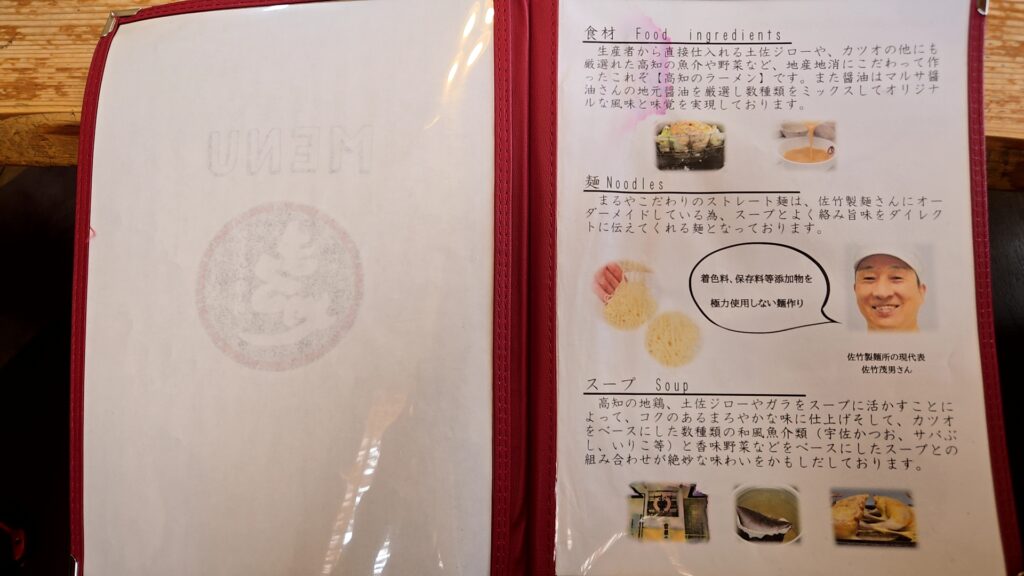 MENU
食材 Food ingredients
生産者から直接仕入れる土佐ジローや、カツオの他にも
厳選された高知の魚介や野菜など、地産地消にこだわって作
ったこれぞ【高知のラーメン】です。また醤油はマルサ醤
油さんの地元醤油を厳選し数種類をミックスしてオリジナ
ルな風味と味覚を実現しております。
麺 Noodles
まるやこだわりのストレート麺は、佐竹製麺さんにオー
ダーメイドしている為、スープとよく絡み旨味をダイレク
トに伝えてくれる麺となっております。
着色料、保存料等添加物を
極力使用しない麺作り
佐竹製麺所の現代表
佐竹茂男さん
スープ Soup
高知の地鶏、土佐ジローやガラをスープに活かすことに
よって、コクのあるまろやかな味に仕上げそして、カツオ
をベースにした数種類の和風魚介類（宇佐かつお、サバぶ
し、いりこ等）と香味野菜などをベースにしたスープとの
組み合わせが絶妙な味わいをかもしだしております。